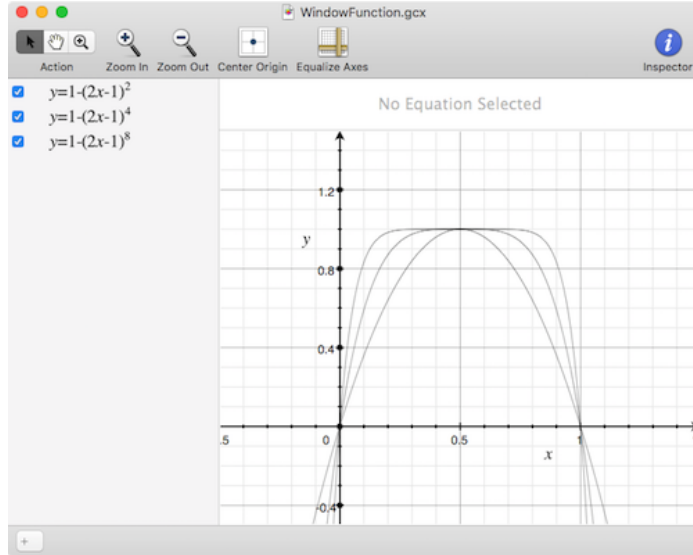 WindowFunction.gcx
Action
Zoom In
Zoom Out
Center Origin
Equalize Axes
Inspector
y=1-(2x-1)²
y=1-(2x-1)⁴
y=1-(2x-1)⁸
No Equation Selected
1.2
y
0.8
0.4
.5
0
0.5
1
x
-0.4
+